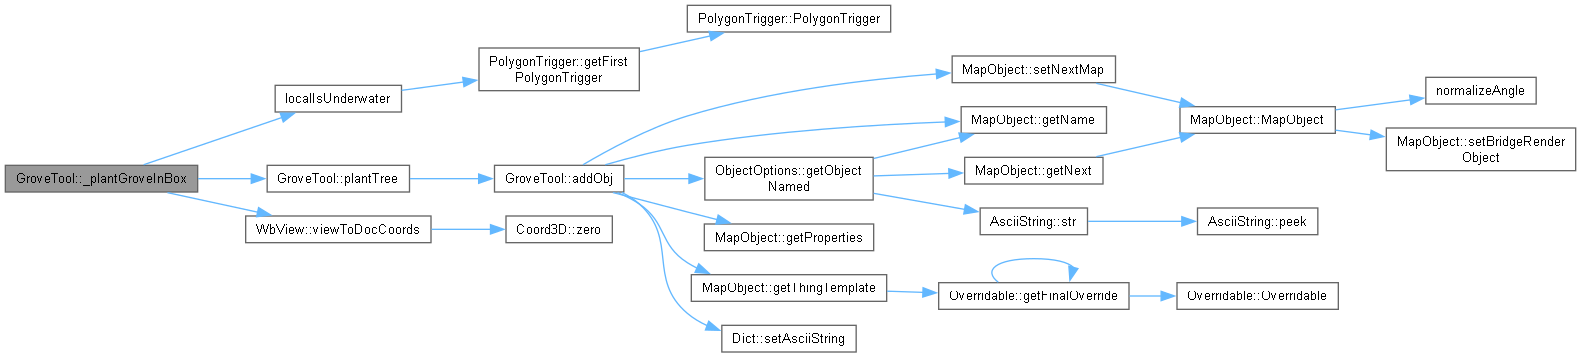 GroveTool::_plantGroveInBox
localIsUnderwater
PolygonTrigger::getFirst
PolygonTrigger
PolygonTrigger::PolygonTrigger
GroveTool::plantTree
GroveTool::addObj
MapObject::setNextMap
MapObject::MapObject
normalizeAngle
MapObject::setBridgeRender
Object
MapObject::getName
ObjectOptions::getObject
Named
MapObject::getNext
AsciiString::str
AsciiString::peek
MapObject::getProperties
MapObject::getThingTemplate
Overridable::getFinalOverride
Overridable::Overridable
Dict::setAsciiString
WbView::viewToDocCoords
Coord3D::zero